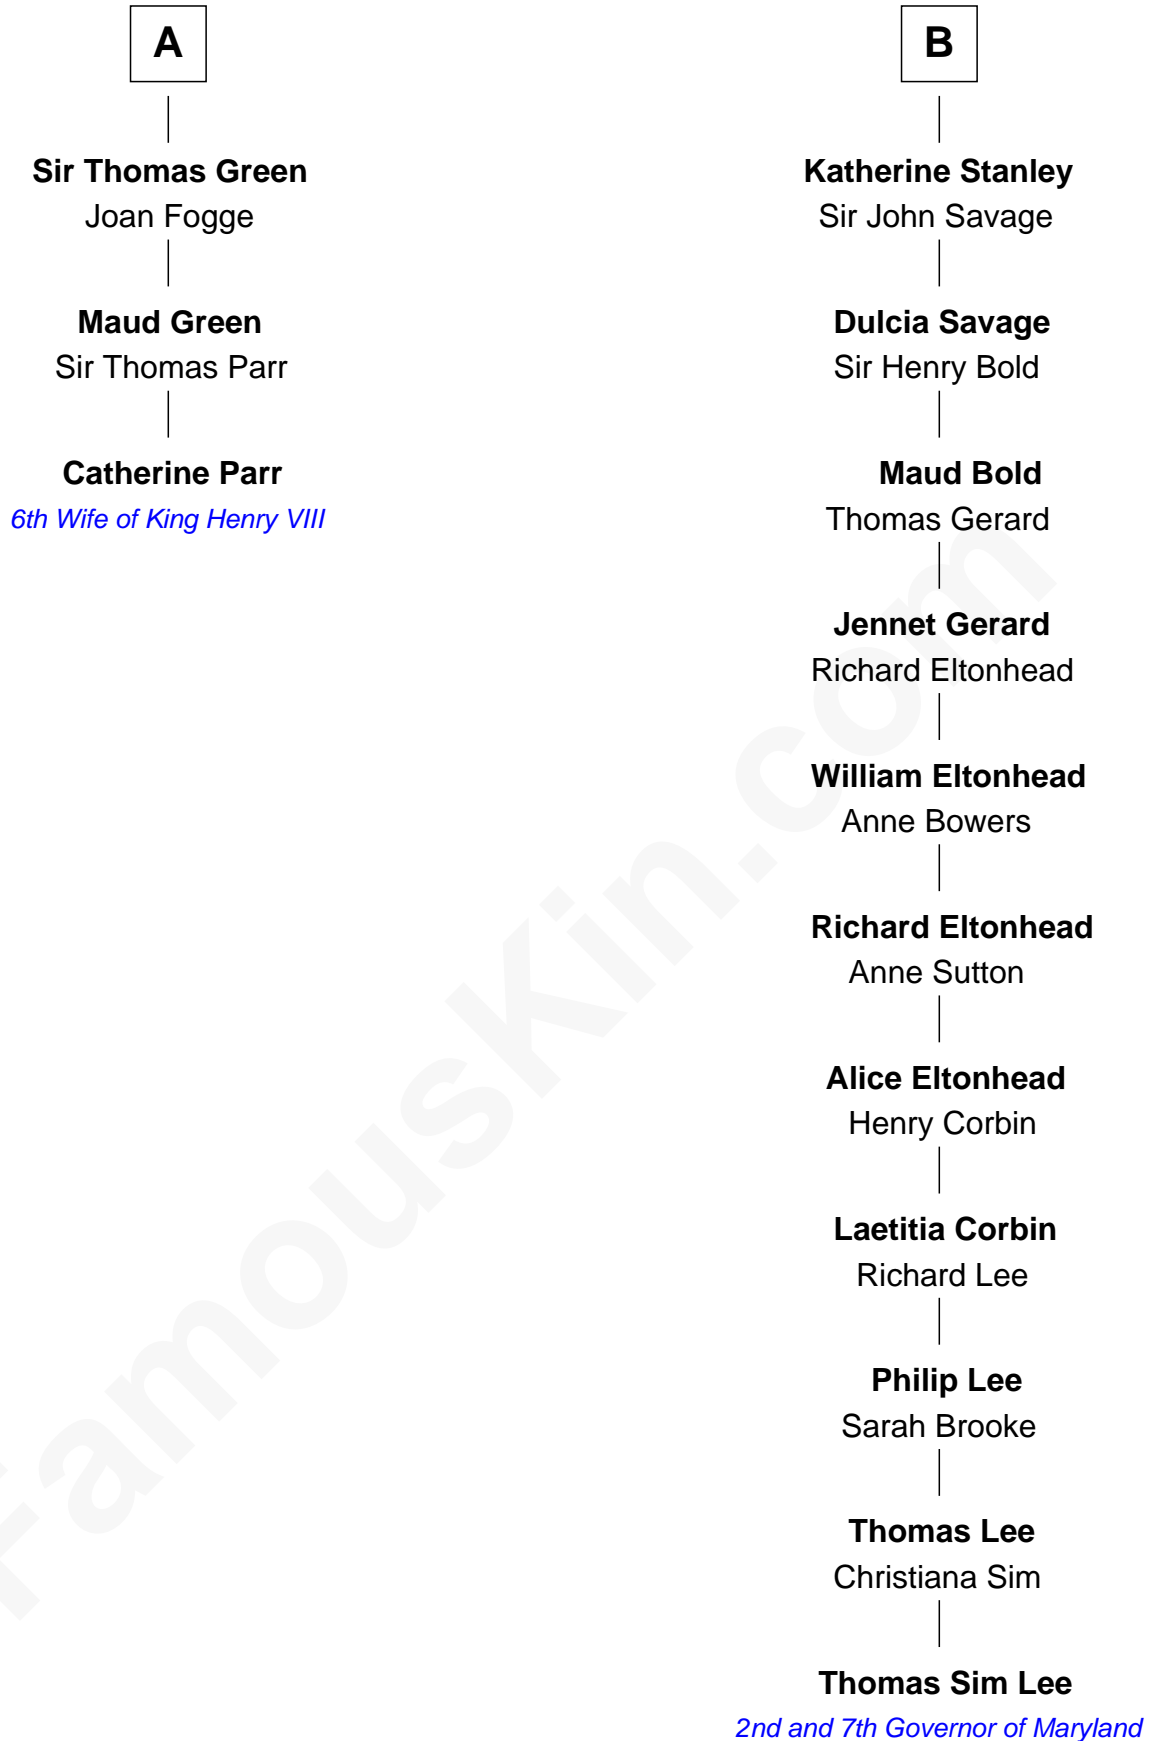 A
Sir Thomas Green
Joan Fogge
Maud Green
Sir Thomas Parr
Catherine Parr
6th Wife of King Henry VIII
B
Katherine Stanley
Sir John Savage
Dulcia Savage
Sir Henry Bold
Maud Bold
Thomas Gerard
Jennet Gerard
Richard Eltonhead
William Eltonhead
Anne Bowers
Richard Eltonhead
Anne Sutton
Alice Eltonhead
Henry Corbin
Laetitia Corbin
Richard Lee
Philip Lee
Sarah Brooke
Thomas Lee
Christiana Sim
Thomas Sim Lee
2nd and 7th Governor of Maryland
FamousKin.com